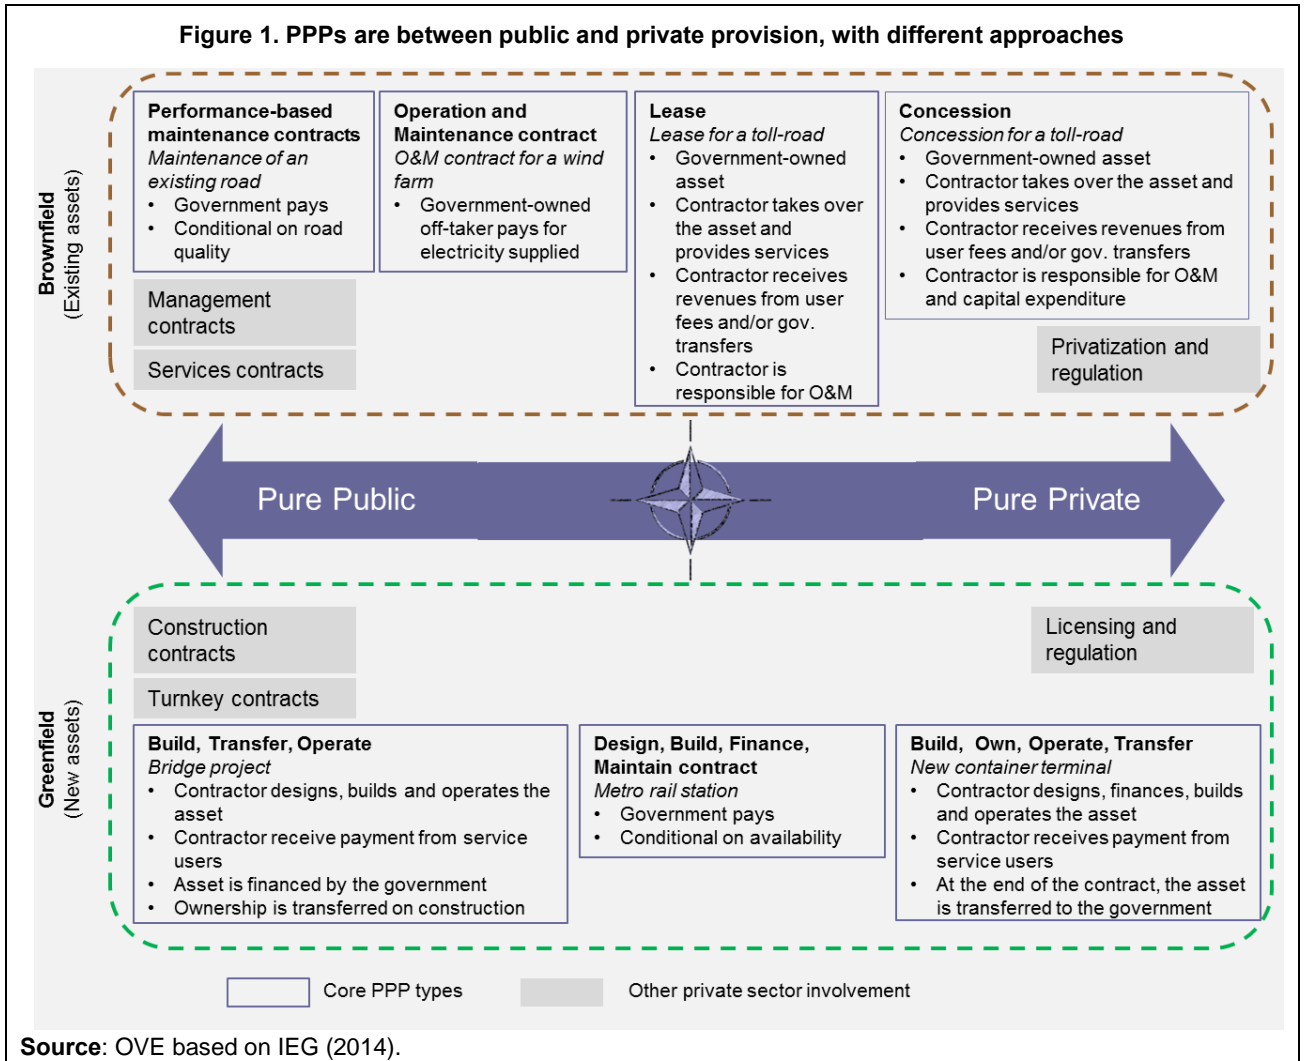 Figure 1. PPPs are between public and private provision, with different approaches
Brownfield
(Existing assets)
Performance-based
maintenance contracts
Maintenance of an
existing road
• Government pays
• Conditional on road
quality
Operation and
Maintenance contract
O&M contract for a wind
farm
• Government-owned
off-taker pays for
electricity supplied
Lease
Lease for a toll-road
• Government-owned
asset
• Contractor takes over
the asset and
provides services
• Contractor receives
revenues from user
fees and/or gov.
transfers
• Contractor is
responsible for O&M
Concession
Concession for a toll-road
• Government-owned asset
• Contractor takes over the asset and
provides services
• Contractor receives revenues from
user fees and/or gov. transfers
• Contractor is responsible for O&M
and capital expenditure
Management
contracts
Services contracts
Privatization and
regulation
Pure Public
Pure Private
Greenfield
(New assets)
Construction
contracts
Turnkey contracts
Licensing and
regulation
Build, Transfer, Operate
Bridge project
• Contractor designs, builds and operates the
asset
• Contractor receive payment from service
users
• Asset is financed by the government
• Ownership is transferred on construction
Design, Build, Finance,
Maintain contract
Metro rail station
• Government pays
• Conditional on availability
Build, Own, Operate, Transfer
New container terminal
• Contractor designs, finances, builds
and operates the asset
• Contractor receives payment from
service users
• At the end of the contract, the asset
is transferred to the government
Core PPP types
Other private sector involvement
Source: OVE based on IEG (2014).